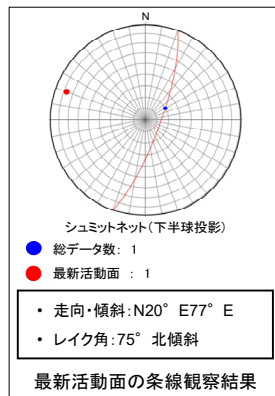 N
シュミットネット(下半球投影)
総データ数: 1
最新活動面 : 1
• 走向・傾斜:N20° E77° E
• レイク角:75° 北傾斜
最新活動面の条線観察結果